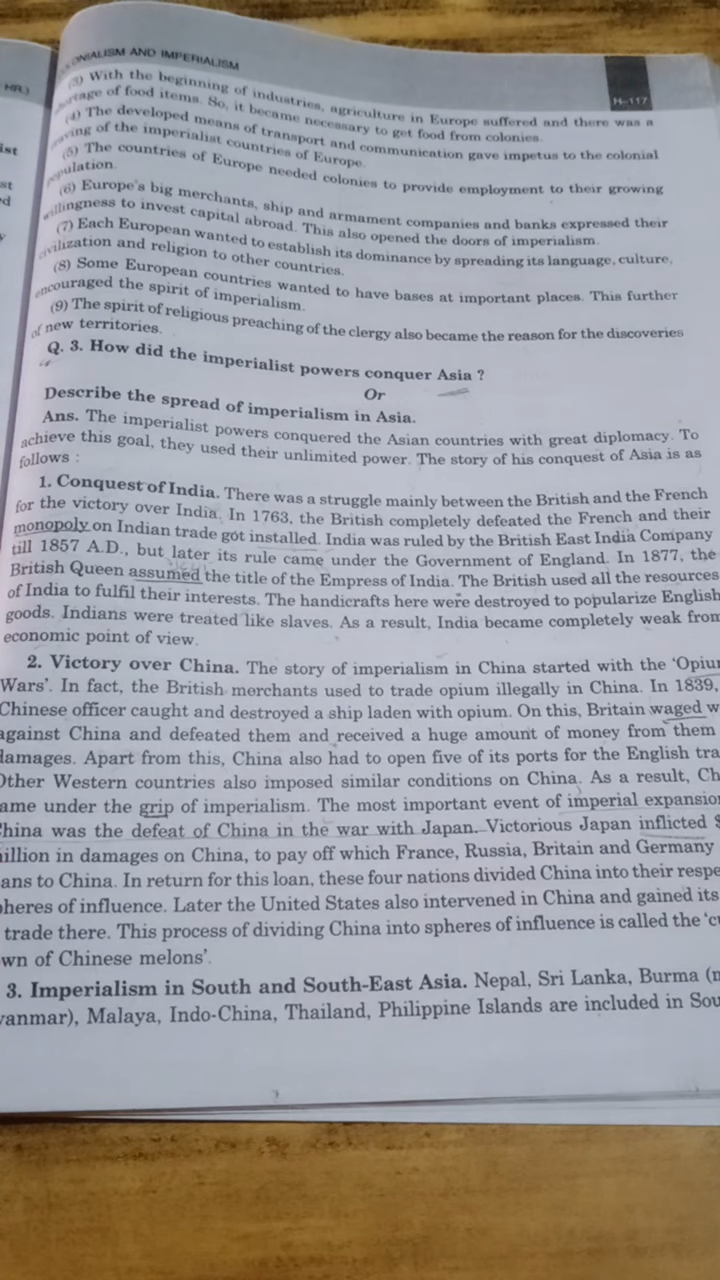 HR.)
ONIALISM AND IMPERIALISM
H-117
(3) With the beginning of industries, agriculture in Europe suffered and there was a
ortage of food items. So, it became necessary to get food from colonies.
(4) The developed means of transport and communication gave impetus to the colonial
aving of the imperialist countries of Europe.
(5) The countries of Europe needed colonies to provide employment to their growing
population.
(6) Europe's big merchants, ship and armament companies and banks expressed their
willingness to invest capital abroad. This also opened the doors of imperialism.
(7) Each European wanted to establish its dominance by spreading its language, culture,
civilization and religion to other countries.
(8) Some European countries wanted to have bases at important places. This further
encouraged the spirit of imperialism.
(9) The spirit of religious preaching of the clergy also became the reason for the discoveries
of new territories.
Q. 3. How did the imperialist powers conquer Asia ?
Or
Describe the spread of imperialism in Asia.
Ans. The imperialist powers conquered the Asian countries with great diplomacy. To
achieve this goal, they used their unlimited power. The story of his conquest of Asia is as
follows :
1. Conquest of India. There was a struggle mainly between the British and the French
for the victory over India. In 1763, the British completely defeated the French and their
monopoly on Indian trade got installed. India was ruled by the British East India Company
till 1857 A.D., but later its rule came under the Government of England. In 1877, the
British Queen assumed the title of the Empress of India. The British used all the resources
of India to fulfil their interests. The handicrafts here were destroyed to popularize English
goods. Indians were treated like slaves. As a result, India became completely weak from
economic point of view.
2. Victory over China. The story of imperialism in China started with the 'Opiu
Wars'. In fact, the British merchants used to trade opium illegally in China. In 1839,
Chinese officer caught and destroyed a ship laden with opium. On this, Britain waged w
against China and defeated them and received a huge amount of money from them
damages. Apart from this, China also had to open five of its ports for the English tra
Other Western countries also imposed similar conditions on China. As a result, Ch
ame under the grip of imperialism. The most important event of imperial expansion
China was the defeat of China in the war with Japan. Victorious Japan inflicted $
million in damages on China, to pay off which France, Russia, Britain and Germany
ans to China. In return for this loan, these four nations divided China into their respe
pheres of influence. Later the United States also intervened in China and gained its
trade there. This process of dividing China into spheres of influence is called the 'cu
wn of Chinese melons'.
3. Imperialism in South and South-East Asia. Nepal, Sri Lanka, Burma (n
yanmar), Malaya, Indo-China, Thailand, Philippine Islands are included in Sou